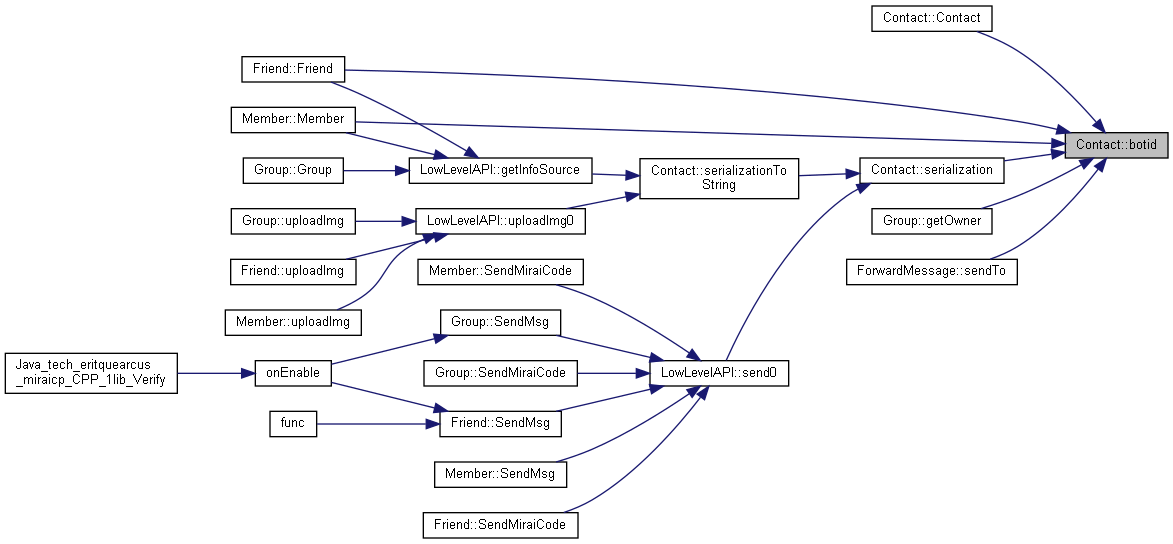 Contact::Contact
Friend::Friend
Member::Member
Contact::botid
Group::Group
LowLevelAPI::getInfoSource
Contact::serializationTo
String
Contact::serialization
Group::uploadImg
LowLevelAPI::uploadImg0
Group::getOwner
Friend::uploadImg
Member::SendMiraiCode
ForwardMessage::sendTo
Member::uploadImg
Group::SendMsg
Java_tech_eritquearcus
_miraicp_CPP_1lib_Verify
onEnable
Group::SendMiraiCode
LowLevelAPI::send0
func
Friend::SendMsg
Member::SendMsg
Friend::SendMiraiCode